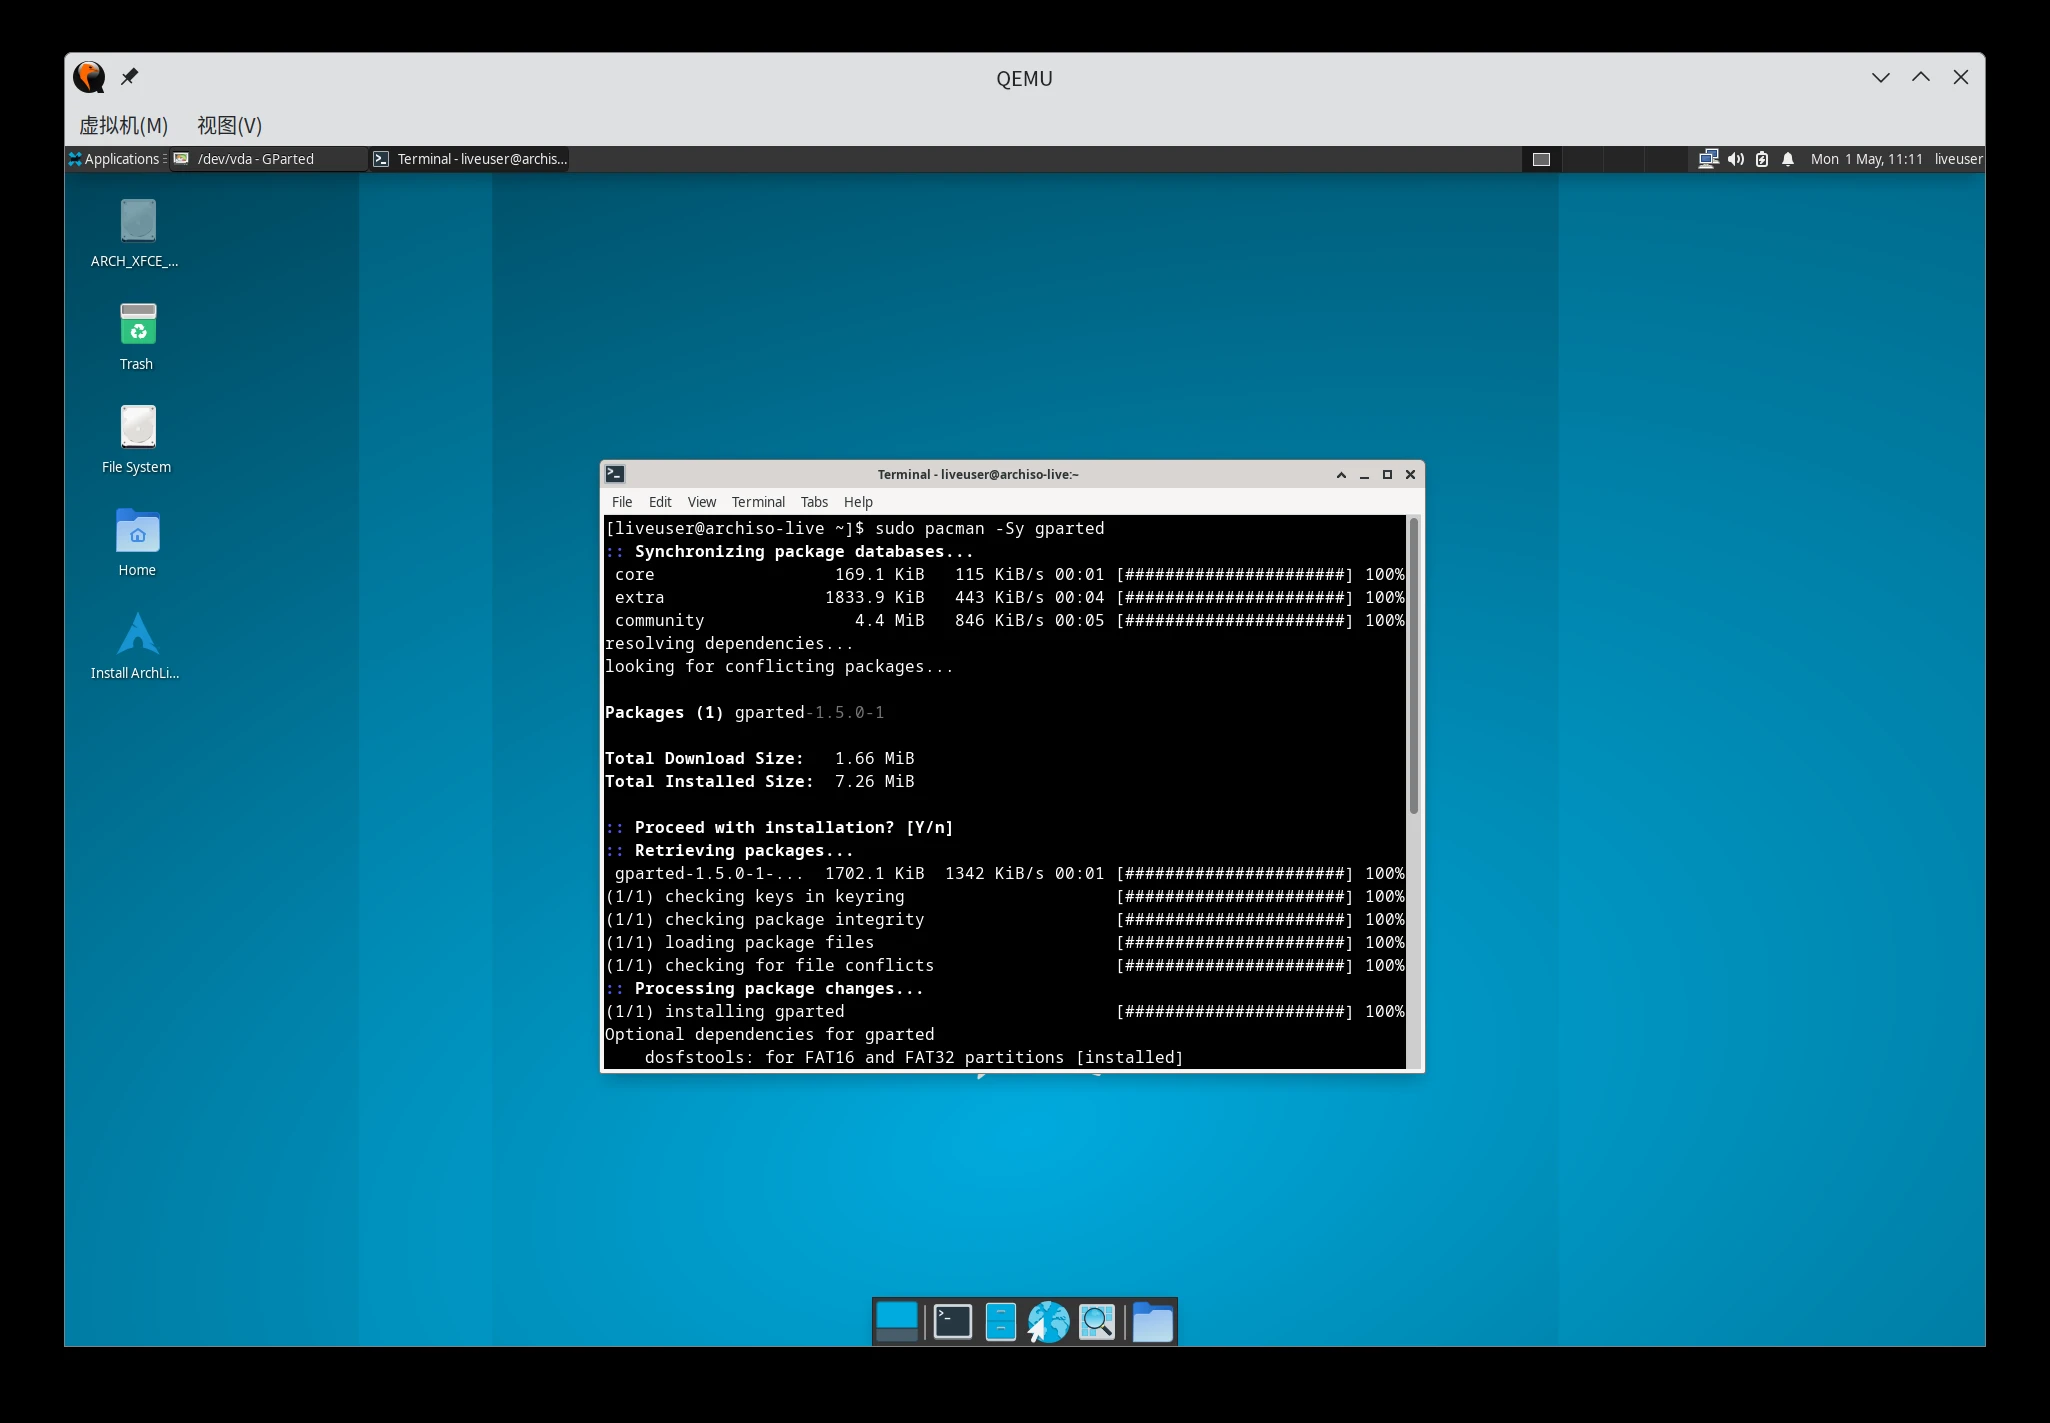 QEMU
虚拟机(M) 视图(V)
Applications /dev/vda - GParted Terminal - liveuser@archis... Mon 1 May, 11:11 liveuser
ARCH_XFCE_...
Trash
File System
Home
Install ArchLi...
Terminal - liveuser@archiso-live:~
File Edit View Terminal Tabs Help
[liveuser@archiso-live ~]$ sudo pacman -Sy gparted
:: Synchronizing package databases...
core 169.1 KiB 115 KiB/s 00:01 [######################] 100%
extra 1833.9 KiB 443 KiB/s 00:04 [######################] 100%
community 4.4 MiB 846 KiB/s 00:05 [######################] 100%
resolving dependencies...
looking for conflicting packages...
Packages (1) gparted-1.5.0-1
Total Download Size: 1.66 MiB
Total Installed Size: 7.26 MiB
:: Proceed with installation? [Y/n]
:: Retrieving packages...
gparted-1.5.0-1-... 1702.1 KiB 1342 KiB/s 00:01 [######################] 100%
(1/1) checking keys in keyring [######################] 100%
(1/1) checking package integrity [######################] 100%
(1/1) loading package files [######################] 100%
(1/1) checking for file conflicts [######################] 100%
:: Processing package changes...
(1/1) installing gparted [######################] 100%
Optional dependencies for gparted
dosfstools: for FAT16 and FAT32 partitions [installed]